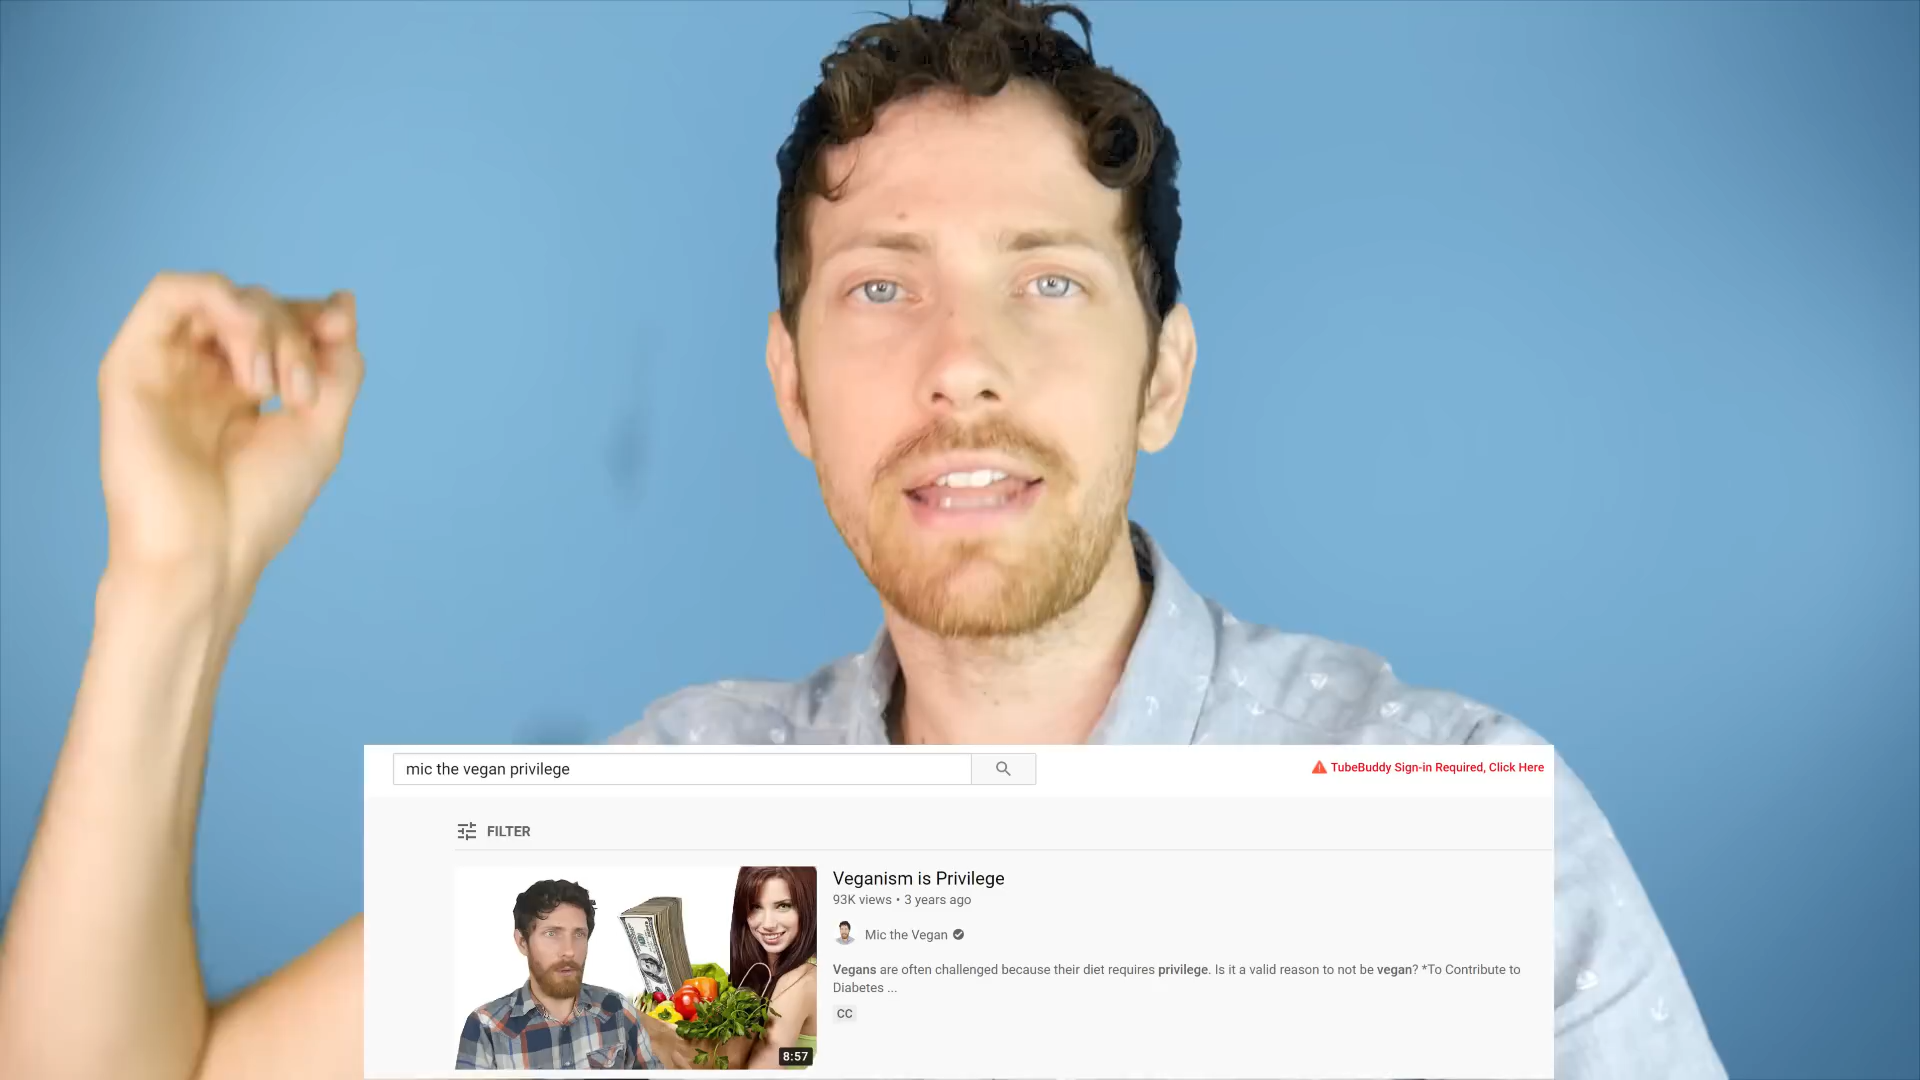 mic the vegan privilege
TubeBuddy Sign-in Required, Click Here
FILTER
Veganism is Privilege
93K views • 3 years ago
Mic the Vegan
Vegans are often challenged because their diet requires privilege. Is it a valid reason to not be vegan? *To Contribute to
Diabetes ...
CC
8:57